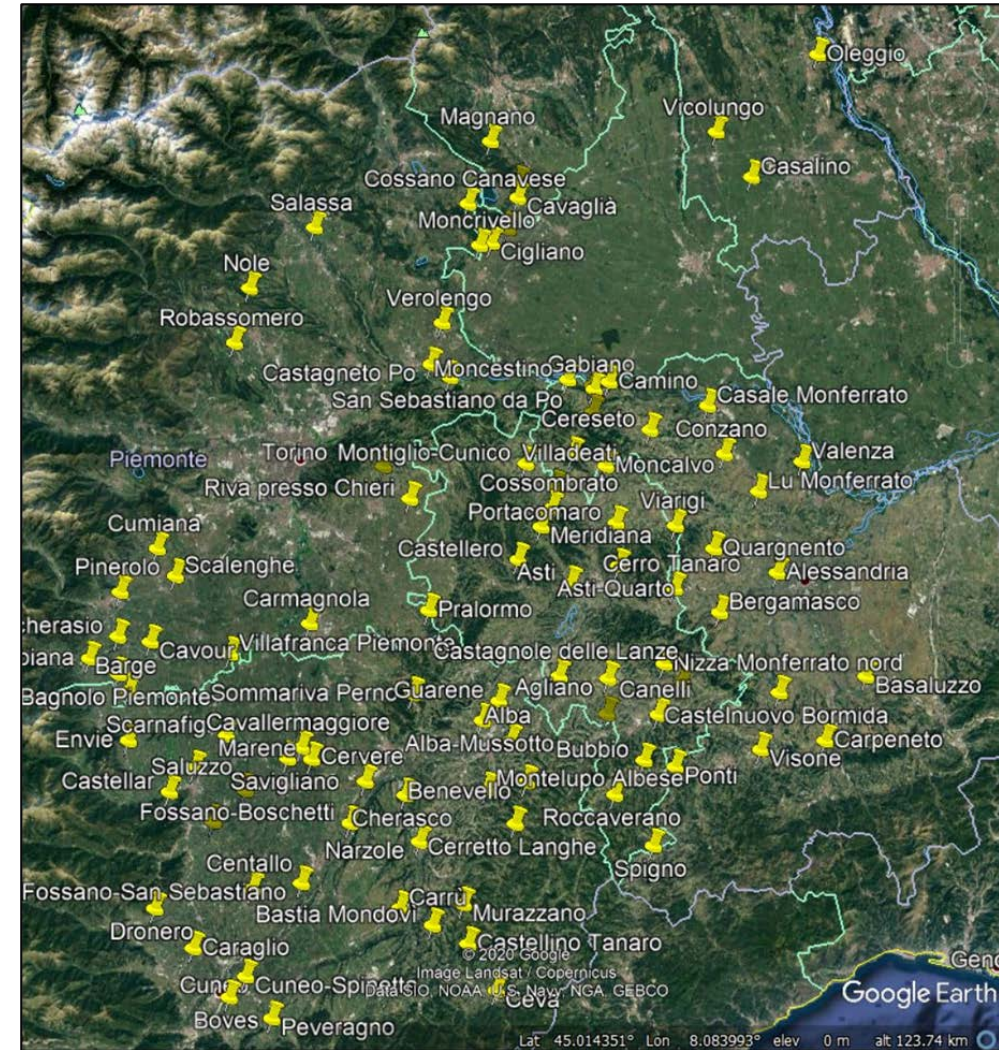 Oleggio
Magnano
Vicolungo
Cossano Canavese
Casalino
Salassa
Cavaglià
Moncrivello
Cigliano
Nole
Verolengo
Robassomero
Castagneto Po
Moncestino
Gabiano
Camino
San Sebastiano da Po
Casale Monferrato
Cereseto
Conzano
Piemonte
Torino
Montiglio-Cunico
Villadeati
Moncalvo
Valenza
Riva presso Chieri
Cossombrato
Lu Monferrato
Viarigi
Portacomaro
Cumiana
Meridiana
Castellero
Quargnento
Pinerolo
Scalenghe
Asti
Cerro Tanaro
Alessandria
Asti-Quarto
Carmagnola
Pralormo
Bergamasco
cherasio
Cavour
Villafranca Piemonte
Castagnole delle Lanze
biana
Barge
Nizza Monferrato nord
Bagnolo Piemonte
Sommariva Perno
Guarene
Agliano
Canelli
Basaluzzo
Scarnafig
Cavallermaggiore
Alba
Castelnuovo Bormida
Envie
Marene
Cervere
Alba-Mussotto
Bubbio
Carpeneto
Visone
Saluzzo
Castellar
Savigliano
Benevello
Montelupo Albese
Ponti
Fossano-Boschetti
Cherasco
Roccaverano
Narzole
Cerretto Langhe
Centallo
Spigno
Fossano-San Sebastiano
Carrù
Bastia Mondovì
Murazzano
Dronero
Caraglio
Castellino Tanaro
© 2020 Google
Gen
Image Landsat / Copernicus
Cuneo-Spinetta
Data SIO, NOAA, U.S. Navy, NGA, GEBCO
Ceva
Google Earth
Boves
Peveragno
Lat 45.014351° Lon 8.083993° elev 0 m alt 123.74 km